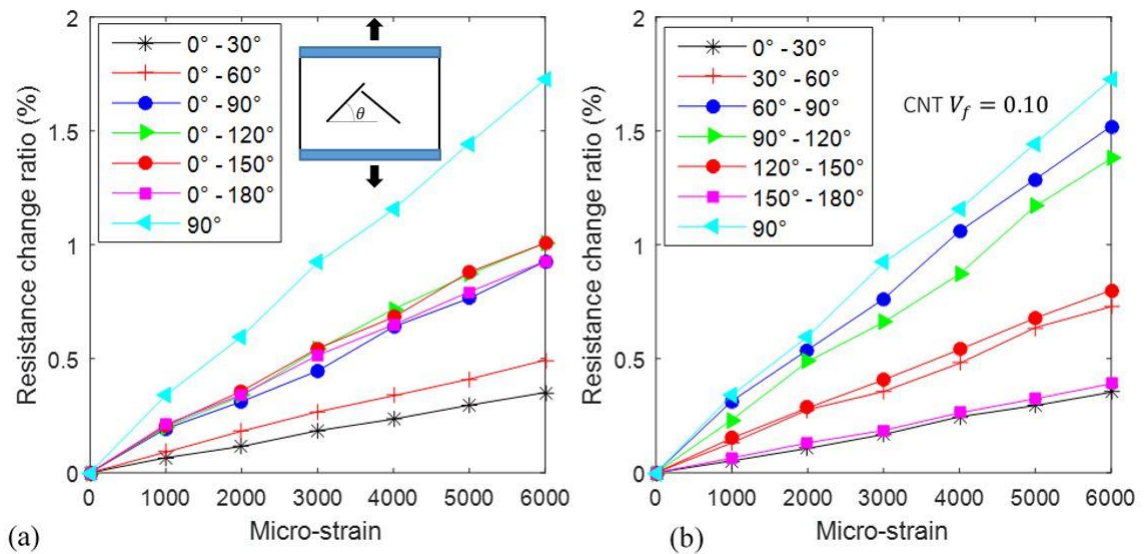 2
1.5
1
0.5
0
Resistance change ratio (%)
0° - 30°
0° - 60°
0° - 90°
0° - 120°
0° - 150°
0° - 180°
90°
θ
0 1000 2000 3000 4000 5000 6000
Micro-strain
(a)
2
1.5
1
0.5
0
Resistance change ratio (%)
0° - 30°
30° - 60°
60° - 90°
90° - 120°
120° - 150°
150° - 180°
90°
CNT V_f = 0.10
0 1000 2000 3000 4000 5000 6000
Micro-strain
(b)